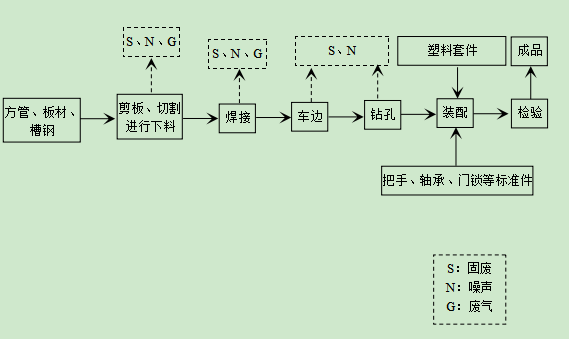 S、N、G
S、N、G
S、N
塑料套件
成品
方管、板材、
槽钢
剪板、切割
进行下料
焊接
车边
钻孔
装配
检验
把手、轴承、门锁等标准件
S：固废
N：噪声
G：废气